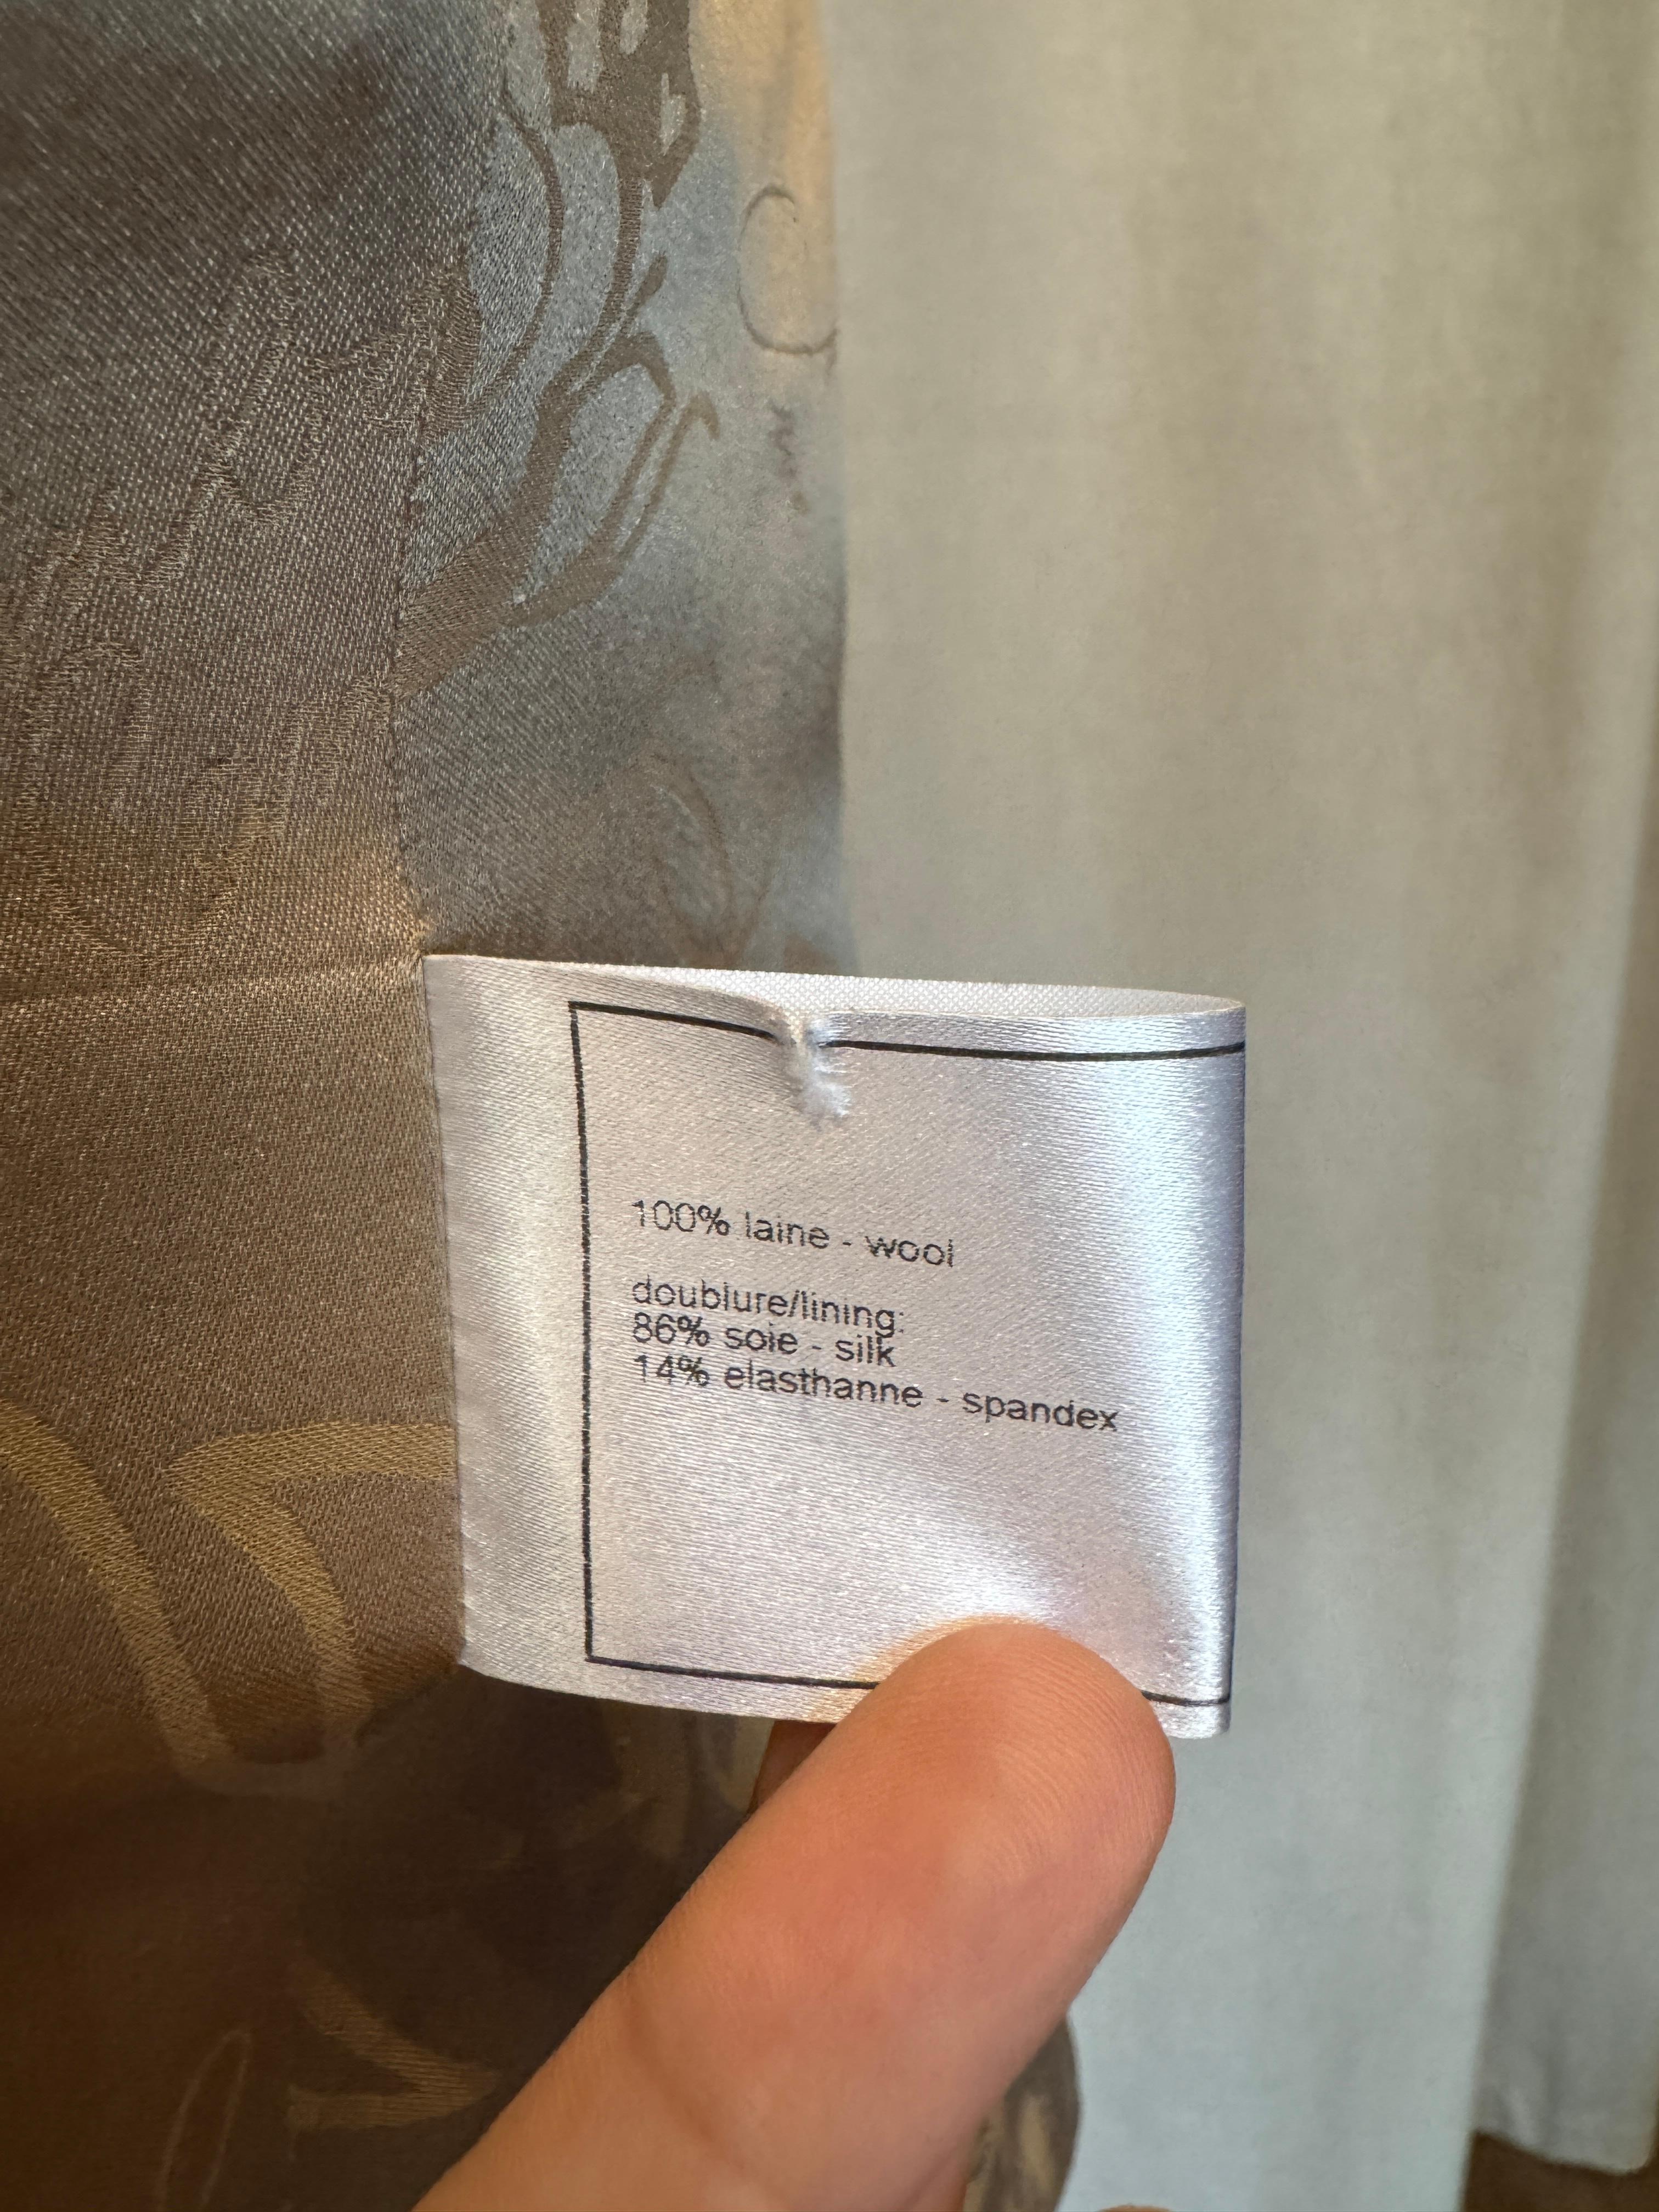 100% laine - wool
doublure/lining:
86% soie - silk
14% elasthanne - spandex